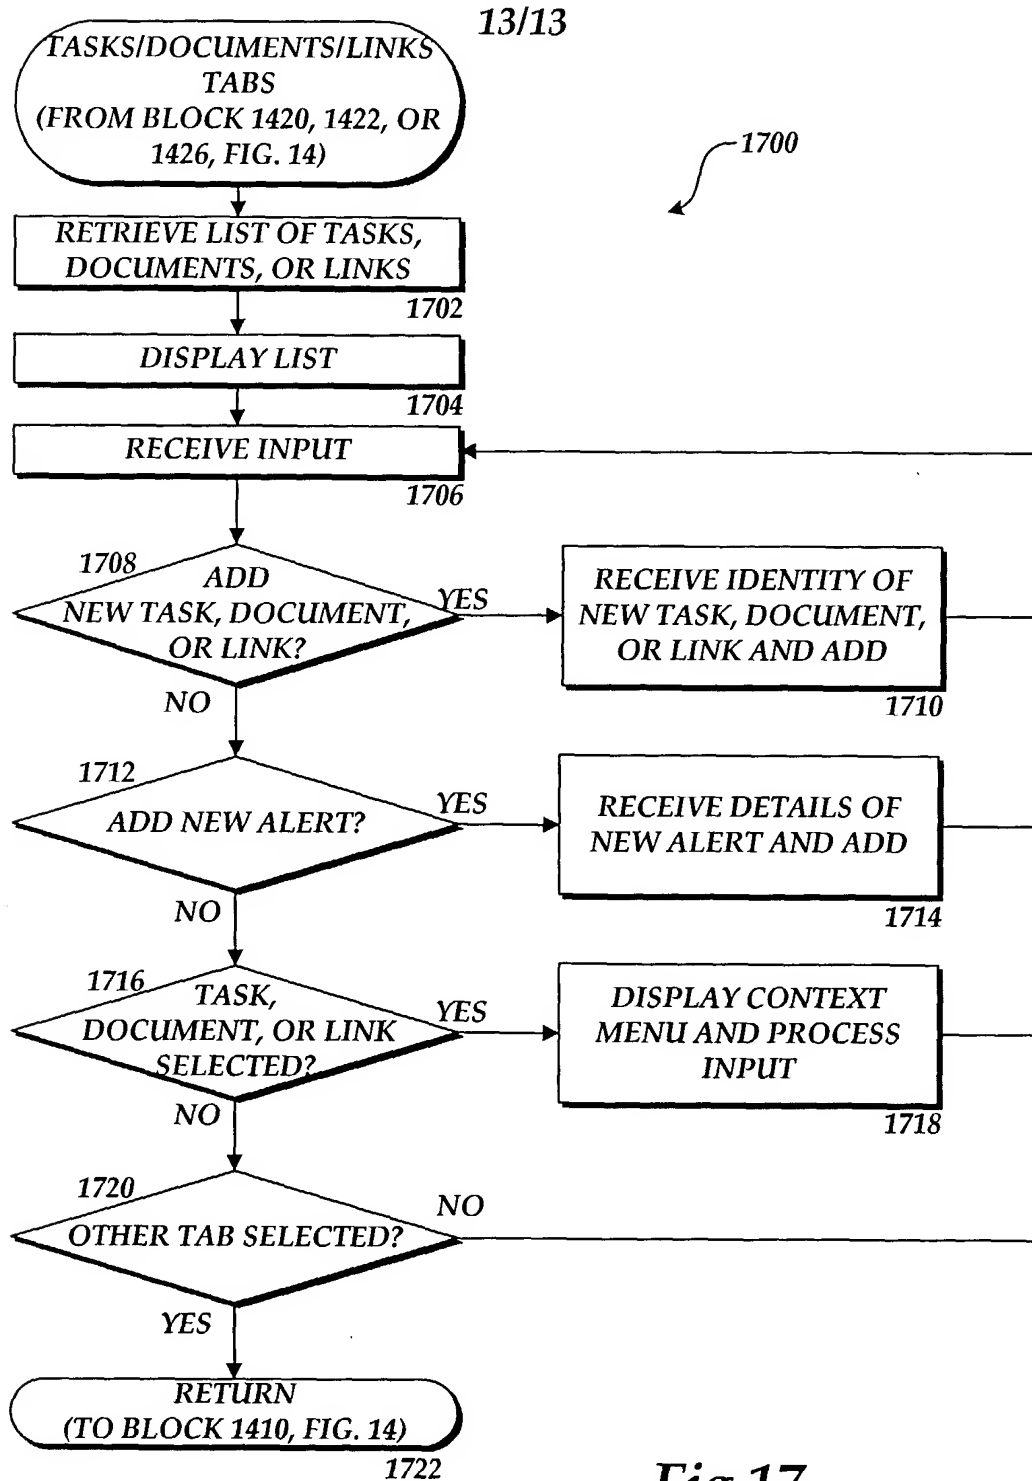 13/13
TASKS/DOCUMENTS/LINKS
TABS
(FROM BLOCK 1420, 1422, OR
1426, FIG. 14)
1700
RETRIEVE LIST OF TASKS,
DOCUMENTS, OR LINKS
1702
DISPLAY LIST
1704
RECEIVE INPUT
1706
1708
ADD
NEW TASK, DOCUMENT,
OR LINK?
YES
NO
RECEIVE IDENTITY OF
NEW TASK, DOCUMENT,
OR LINK AND ADD
1710
1712
ADD NEW ALERT?
YES
NO
RECEIVE DETAILS OF
NEW ALERT AND ADD
1714
1716
TASK,
DOCUMENT, OR LINK
SELECTED?
YES
NO
DISPLAY CONTEXT
MENU AND PROCESS
INPUT
1718
1720
OTHER TAB SELECTED?
NO
YES
RETURN
(TO BLOCK 1410, FIG. 14)
1722
Fig.17.